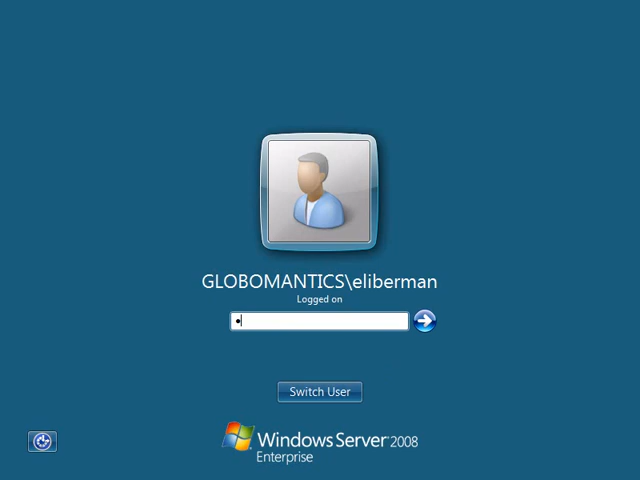 GLOBOMANTICS\eliberman
Logged on
Switch User
Windows Server 2008
Enterprise